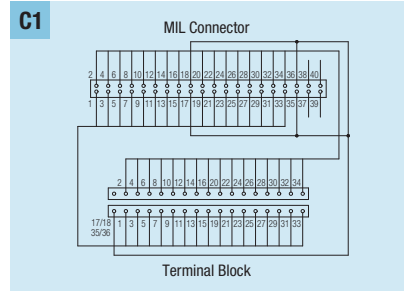 C1
MIL Connector
2 4 6 8 10 12 14 16 18 20 22 24 26 28 30 32 34 36 38 40
1 3 5 7 9 11 13 15 17 19 21 23 25 27 29 31 33 35 37 39
2 4 6 8 10 12 14 16 20 22 24 26 28 30 32 34
17/18
35/36
1 3 5 7 9 11 13 15 19 21 23 25 27 29 31 33
Terminal Block